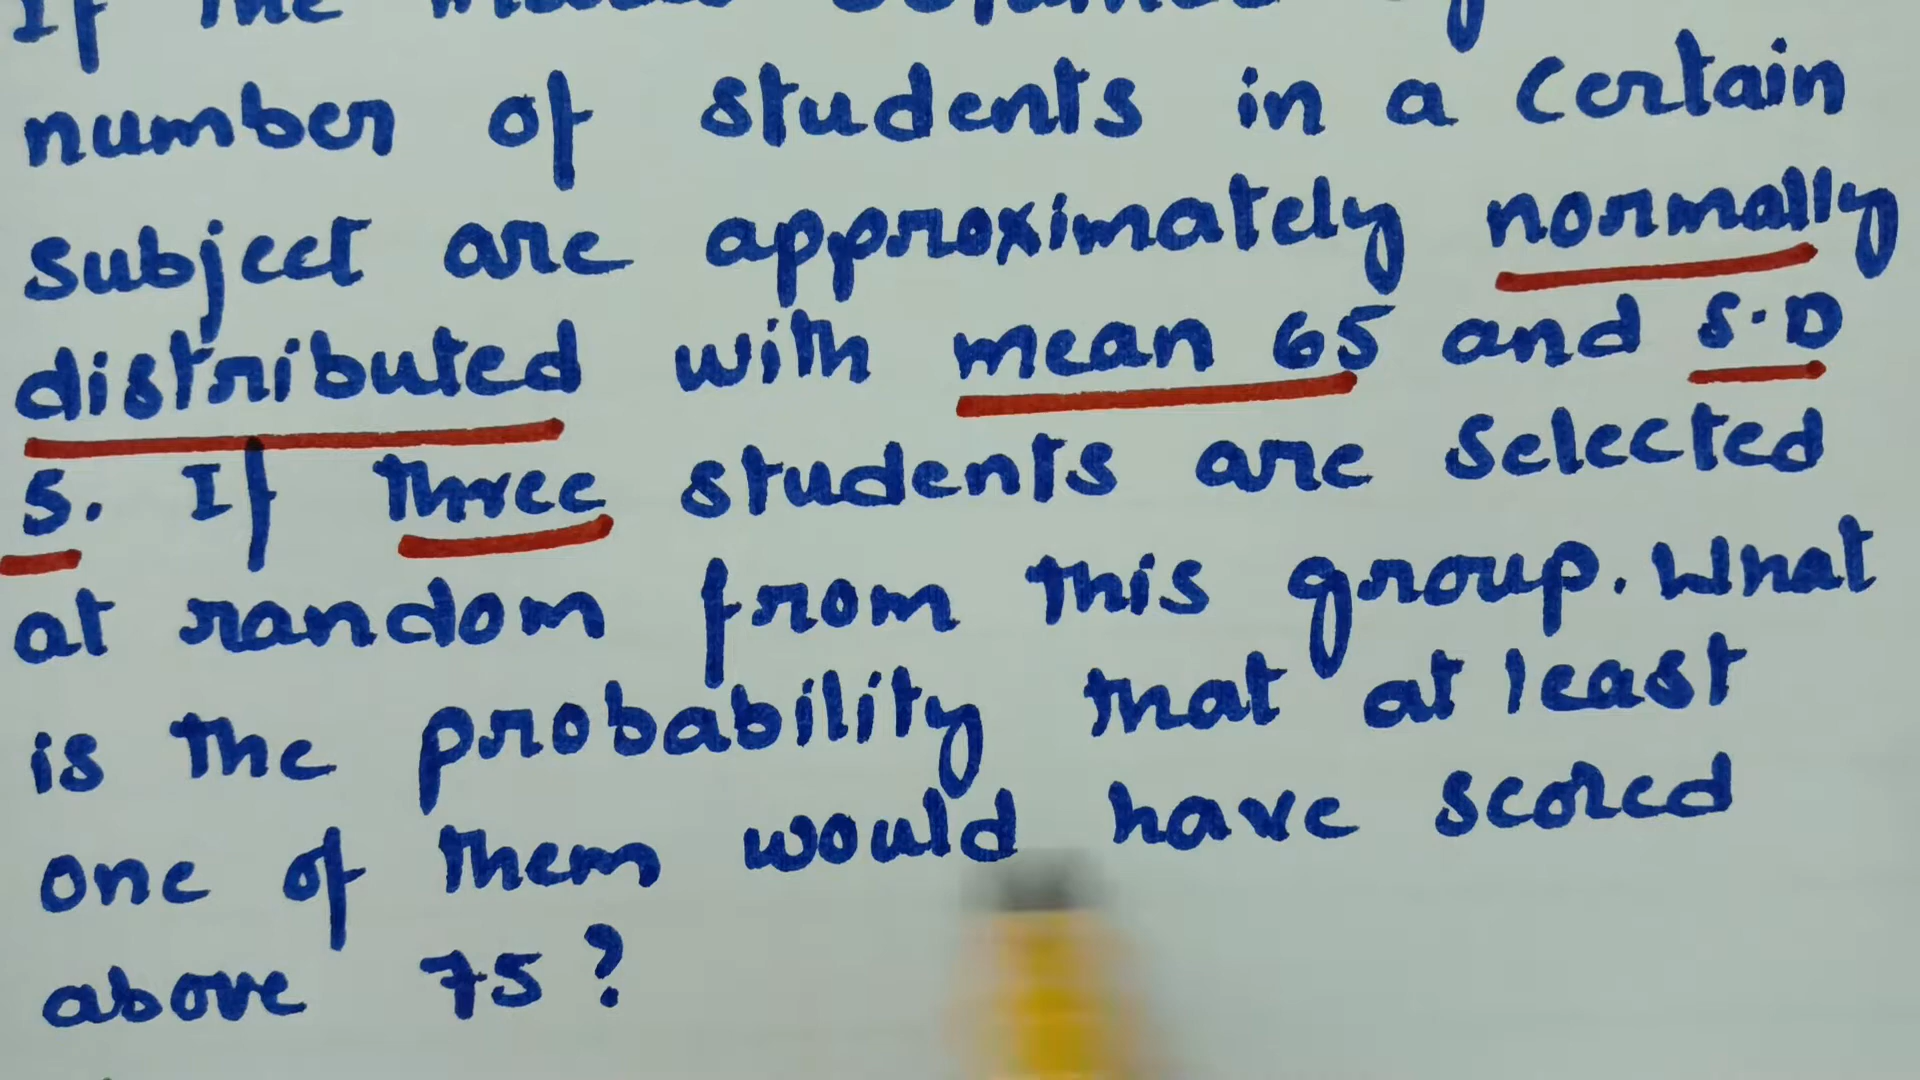 If the
number of students in a certain
subject are approximately normally
distributed with mean 65 and S.D
5. If three students are selected
at random from this group. What
is the probability that at least
one of them would have scored
above 75?